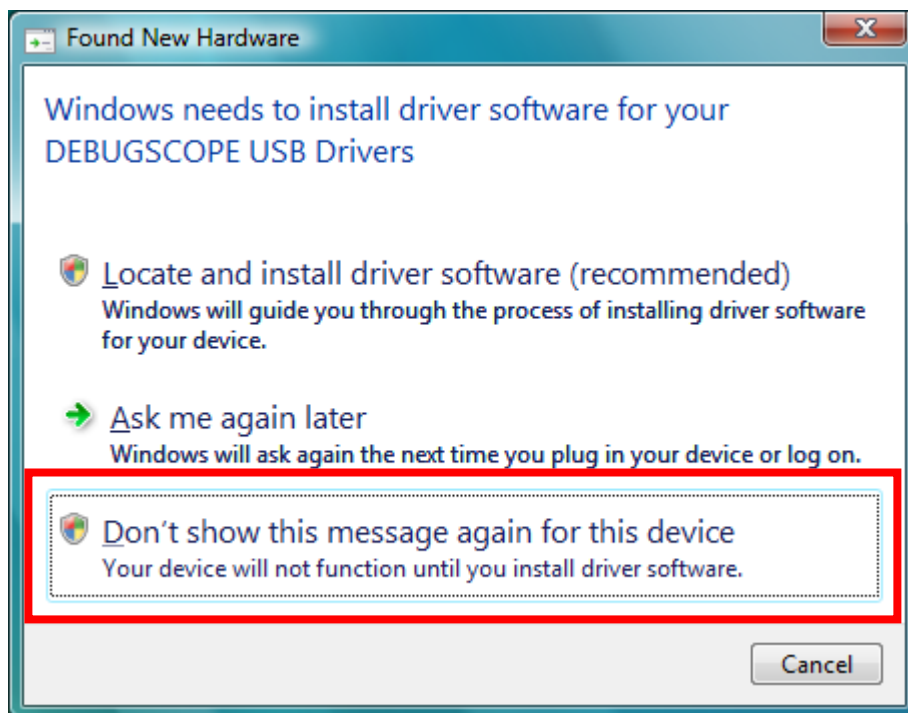 Found New Hardware
Windows needs to install driver software for your
DEBUGSCOPE USB Drivers
Locate and install driver software (recommended)
Windows will guide you through the process of installing driver software
for your device.
Ask me again later
Windows will ask again the next time you plug in your device or log on.
Don't show this message again for this device
Your device will not function until you install driver software.
Cancel